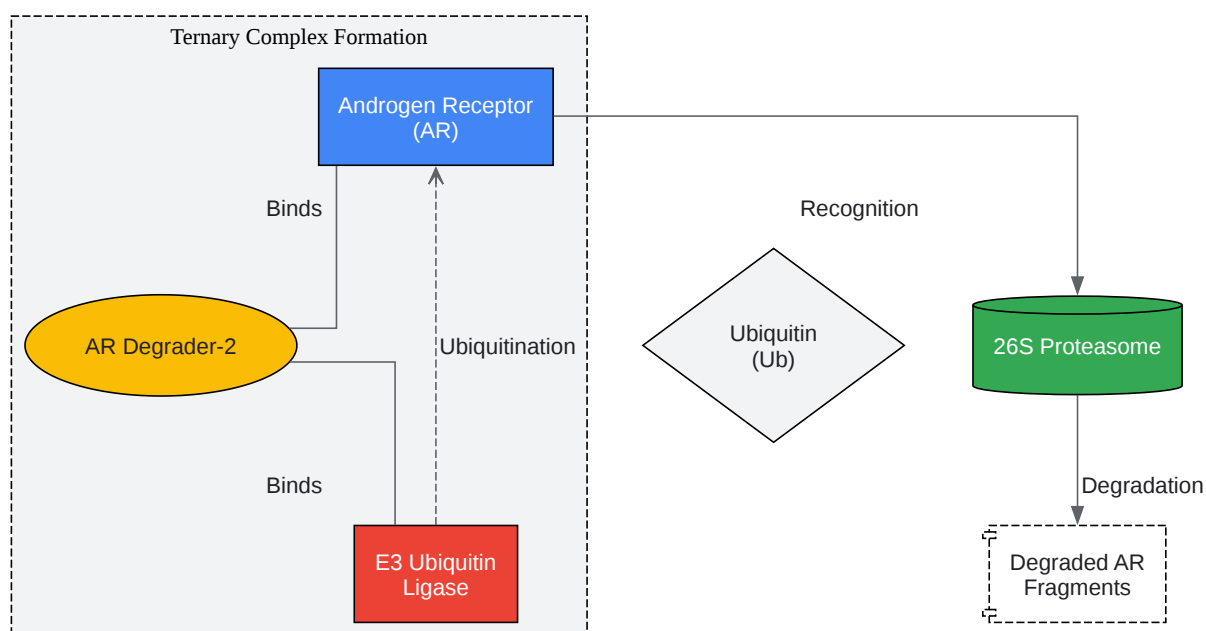 Ternary Complex Formation
Androgen Receptor
(AR)
Binds
Recognition
AR Degrader-2
Ubiquitination
Ubiquitin
(Ub)
26S Proteasome
Binds
Degradation
E3 Ubiquitin
Ligase
Degraded AR
Fragments